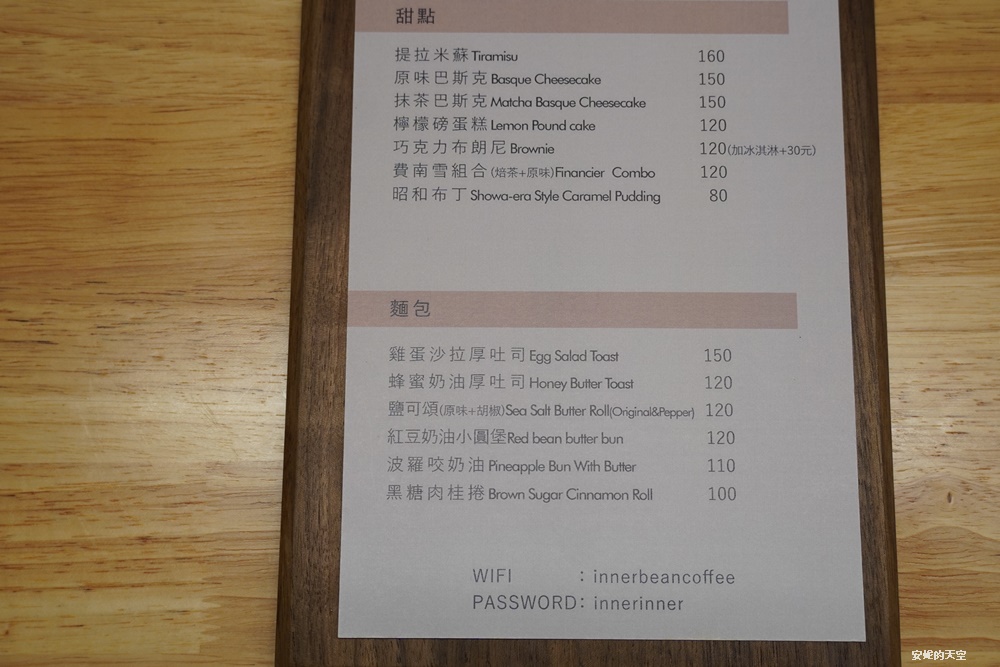 甜點
提拉米蘇 Tiramisu 160
原味巴斯克 Basque Cheesecake 150
抹茶巴斯克 Matcha Basque Cheesecake 150
檸檬磅蛋糕 Lemon Pound cake 120
巧克力布朗尼 Brownie 120(加冰淇淋+30元)
費南雪組合(焙茶+原味)Financier Combo 120
昭和布丁 Showa-era Style Caramel Pudding 80
麵包
雞蛋沙拉厚吐司 Egg Salad Toast 150
蜂蜜奶油厚吐司 Honey Butter Toast 120
鹽可頌(原味+胡椒)Sea Salt Butter Roll(Original&Pepper) 120
紅豆奶油小圓堡Red bean butter bun 120
波羅咬奶油 Pineapple Bun With Butter 110
黑糖肉桂捲 Brown Sugar Cinnamon Roll 100
WIFI : innerbeancoffee
PASSWORD: innerinner
安妮的天空